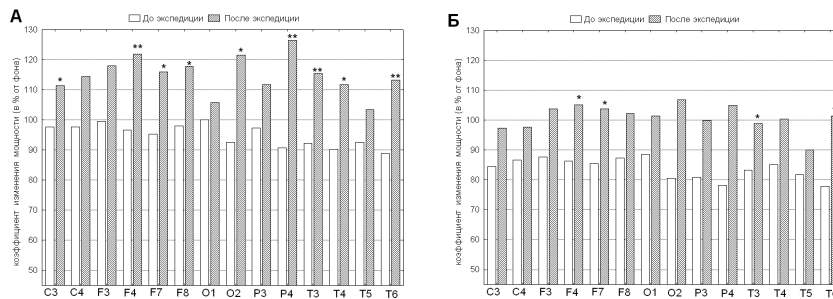 А
До экспедиции После экспедиции
коэффициент изменения мощности (в % от фона)
130
120
110
100
90
80
70
60
50
* ** * * * ** ** * **
C3 C4 F3 F4 F7 F8 O1 O2 P3 P4 T3 T4 T5 T6
Б
До экспедиции После экспедиции
коэффициент изменения мощности (в % от фона)
130
120
110
100
90
80
70
60
50
* * *
C3 C4 F3 F4 F7 F8 O1 O2 P3 P4 T3 T4 T5